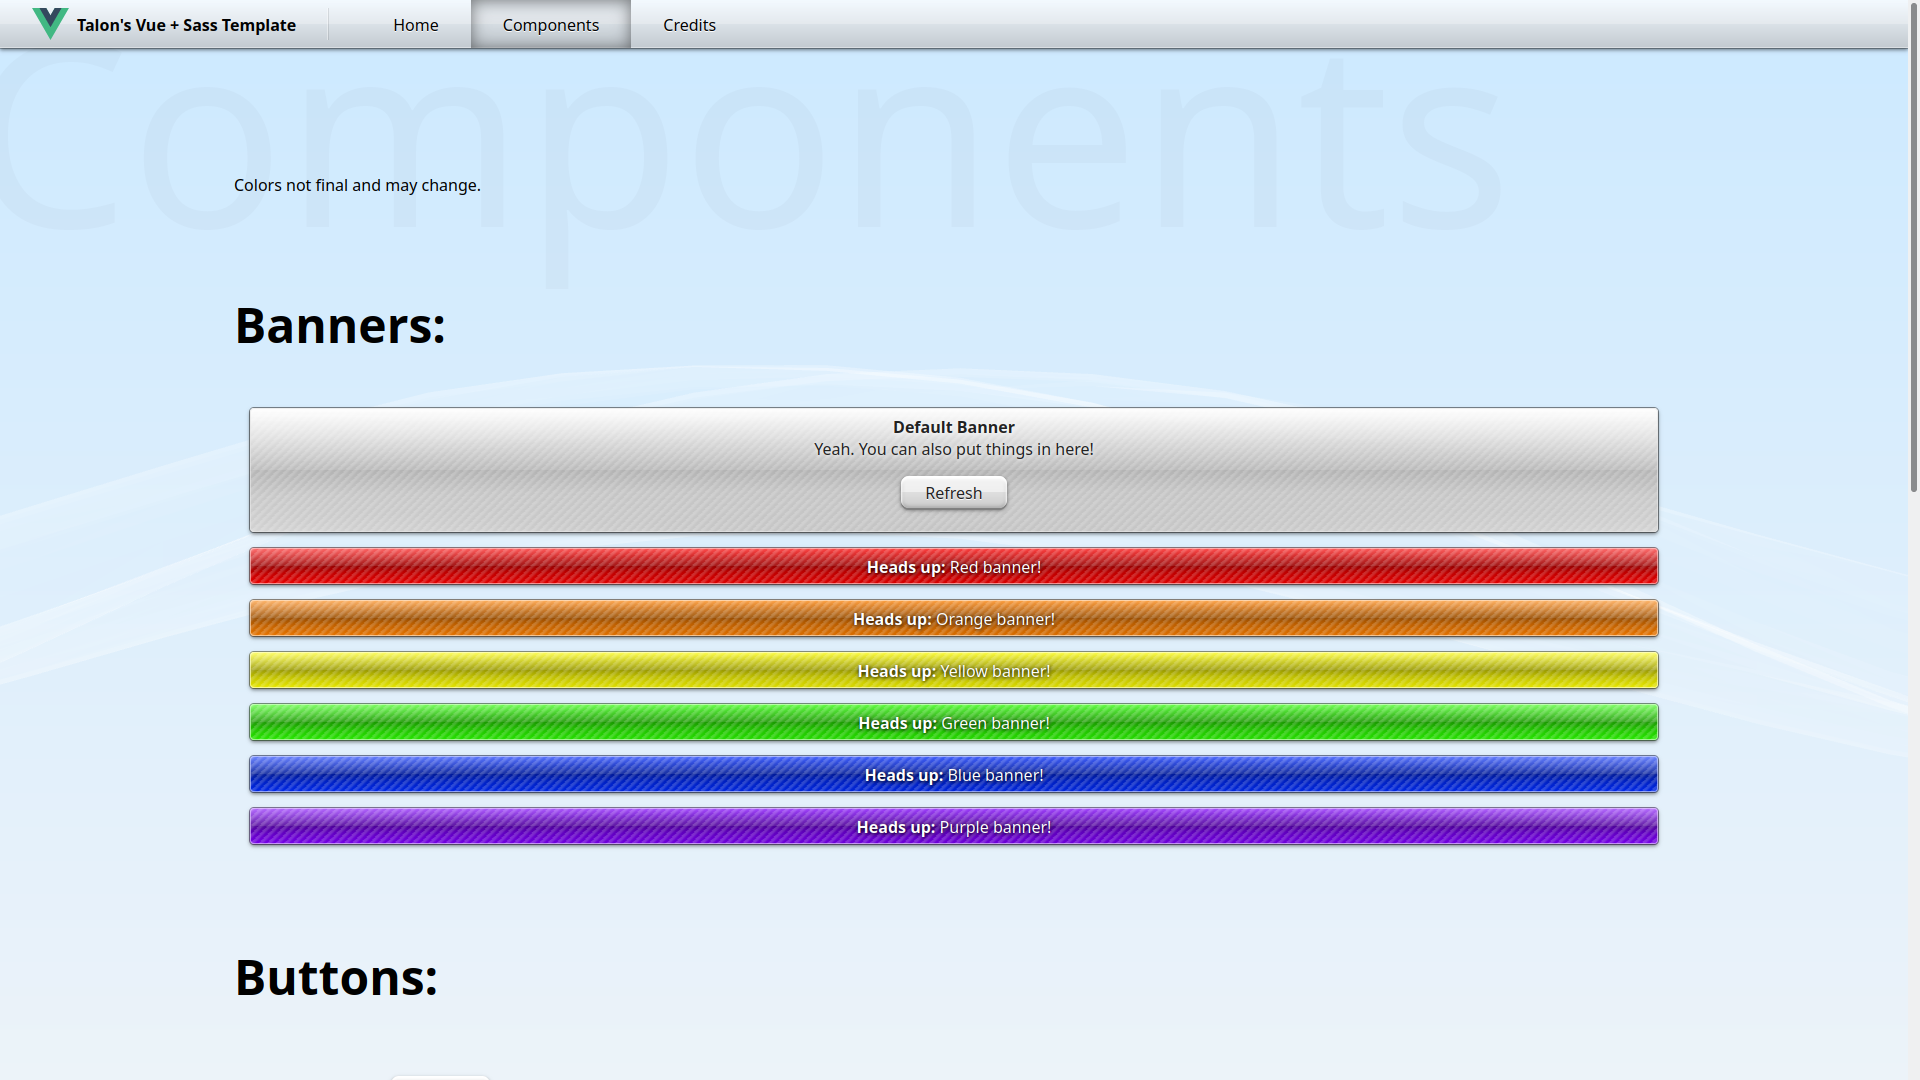 Talon's Vue + Sass Template
Home
Components
Credits
Components
Colors not final and may change.
Banners:
Default Banner
Yeah. You can also put things in here!
Refresh
Heads up: Red banner!
Heads up: Orange banner!
Heads up: Yellow banner!
Heads up: Green banner!
Heads up: Blue banner!
Heads up: Purple banner!
Buttons: